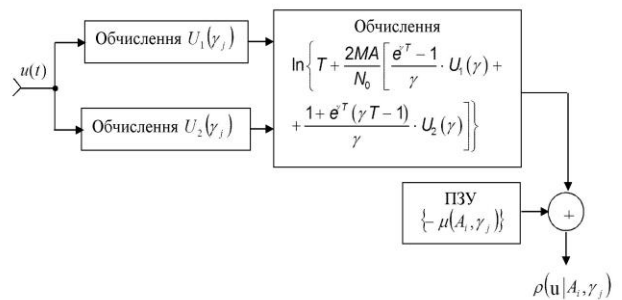 Обчислення U₁(γⱼ)
u(t)
Обчислення U₂(γⱼ)
Обчислення
ln{T + 2MA/N₀ [(e^{γT} − 1)/γ · U₁(γ) +
+ (1 + e^{γT}(γT − 1))/γ · U₂(γ)]}
ПЗУ
{− μ(Aᵢ, γⱼ)}
+
ρ(u|Aᵢ, γⱼ)